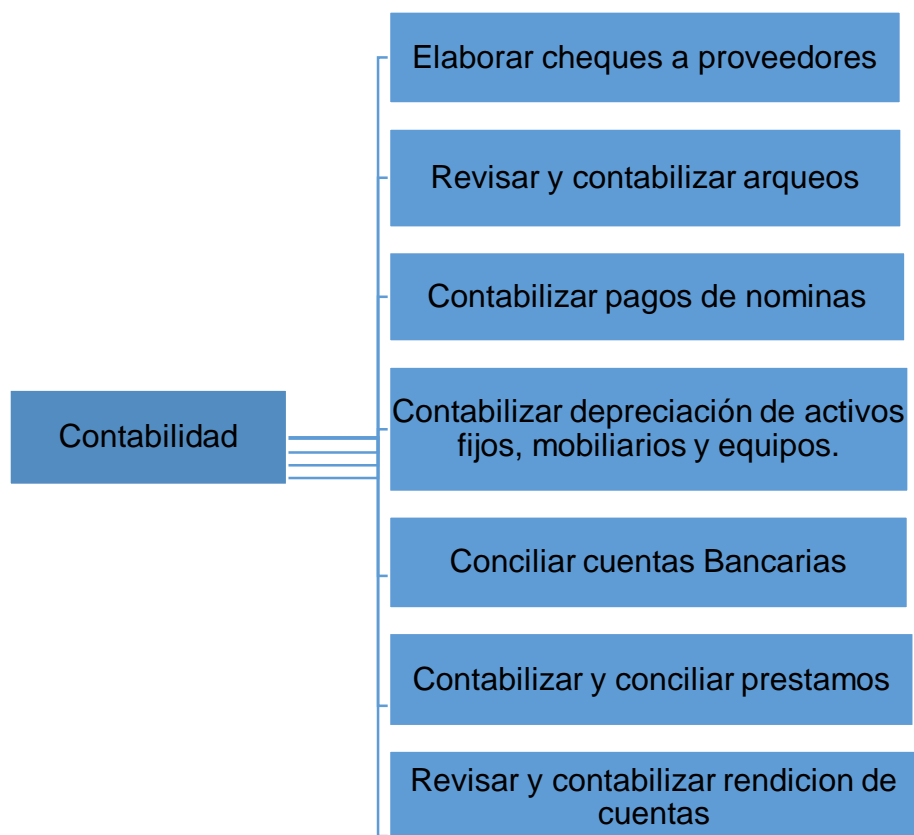 Elaborar cheques a proveedores
Revisar y contabilizar arqueos
Contabilizar pagos de nominas
Contabilidad
Contabilizar depreciación de activos
fijos, mobiliarios y equipos.
Conciliar cuentas Bancarias
Contabilizar y conciliar prestamos
Revisar y contabilizar rendicion de
cuentas